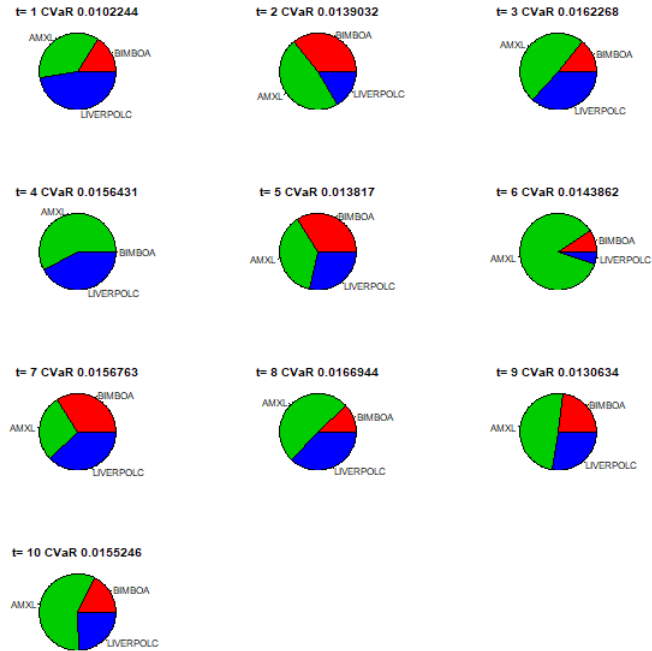 t= 1 CVaR 0.0102244
t= 2 CVaR 0.0139032
t= 3 CVaR 0.0162268
AMXL
BIMBOA
LIVERPOLC
AMXL
BIMBOA
LIVERPOLC
AMXL
BIMBOA
LIVERPOLC
t= 4 CVaR 0.0156431
t= 5 CVaR 0.013817
t= 6 CVaR 0.0143862
AMXL
BIMBOA
LIVERPOLC
BIMBOA
AMXL
LIVERPOLC
BIMBOA
AMXL
LIVERPOLC
t= 7 CVaR 0.0156763
t= 8 CVaR 0.0166944
t= 9 CVaR 0.0130634
BIMBOA
AMXL
LIVERPOLC
AMXL
BIMBOA
LIVERPOLC
BIMBOA
AMXL
LIVERPOLC
t= 10 CVaR 0.0155246
BIMBOA
AMXL
LIVERPOLC